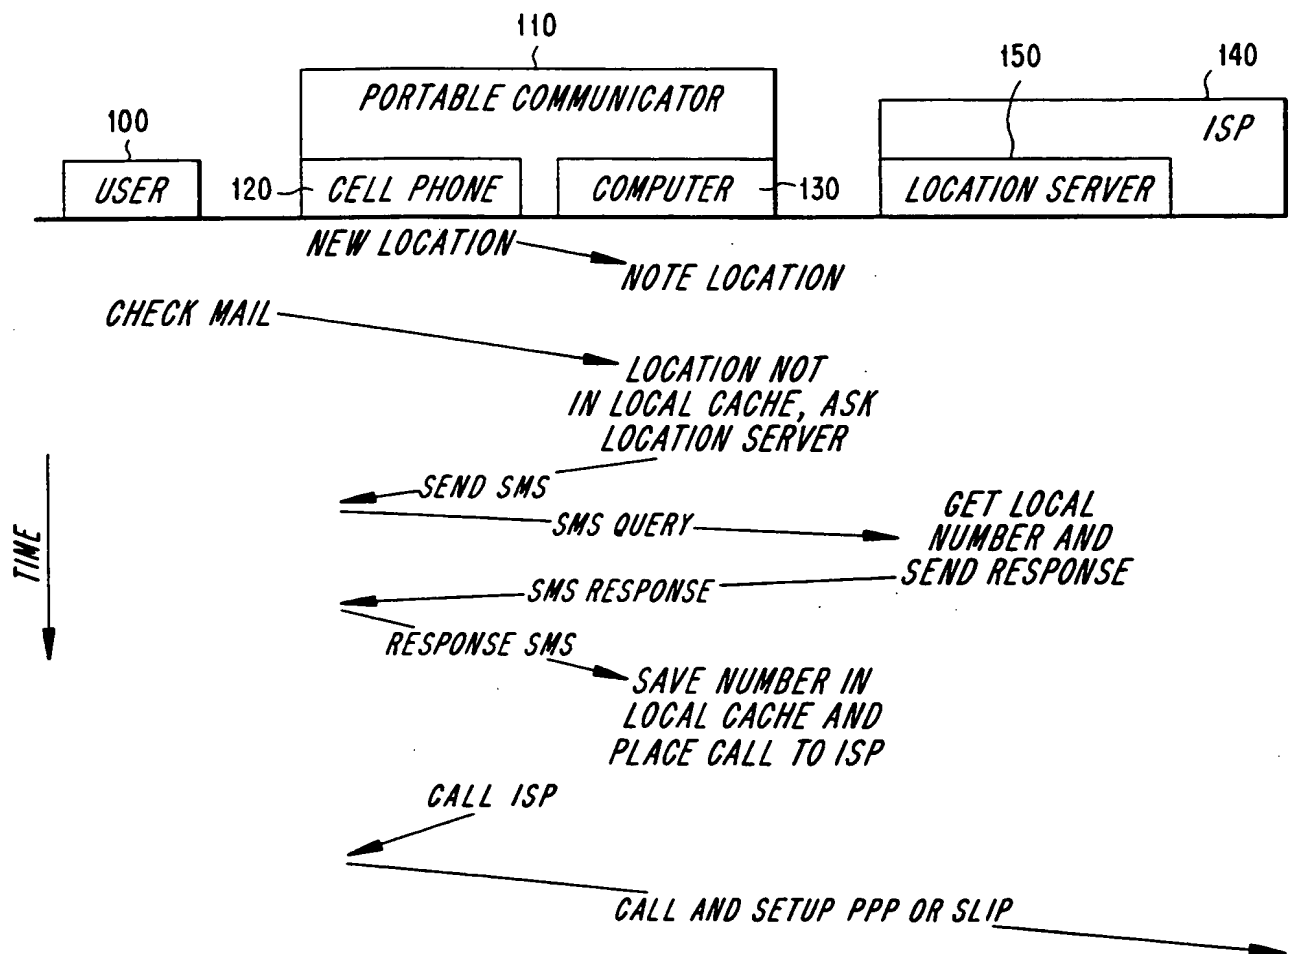 110
150
140
PORTABLE COMMUNICATOR
ISP
100
USER
120
CELL PHONE
COMPUTER
130
LOCATION SERVER
NEW LOCATION
NOTE LOCATION
CHECK MAIL
LOCATION NOT
IN LOCAL CACHE, ASK
LOCATION SERVER
SEND SMS
SMS QUERY
GET LOCAL
NUMBER AND
SEND RESPONSE
TIME
SMS RESPONSE
RESPONSE SMS
SAVE NUMBER IN
LOCAL CACHE AND
PLACE CALL TO ISP
CALL ISP
CALL AND SETUP PPP OR SLIP